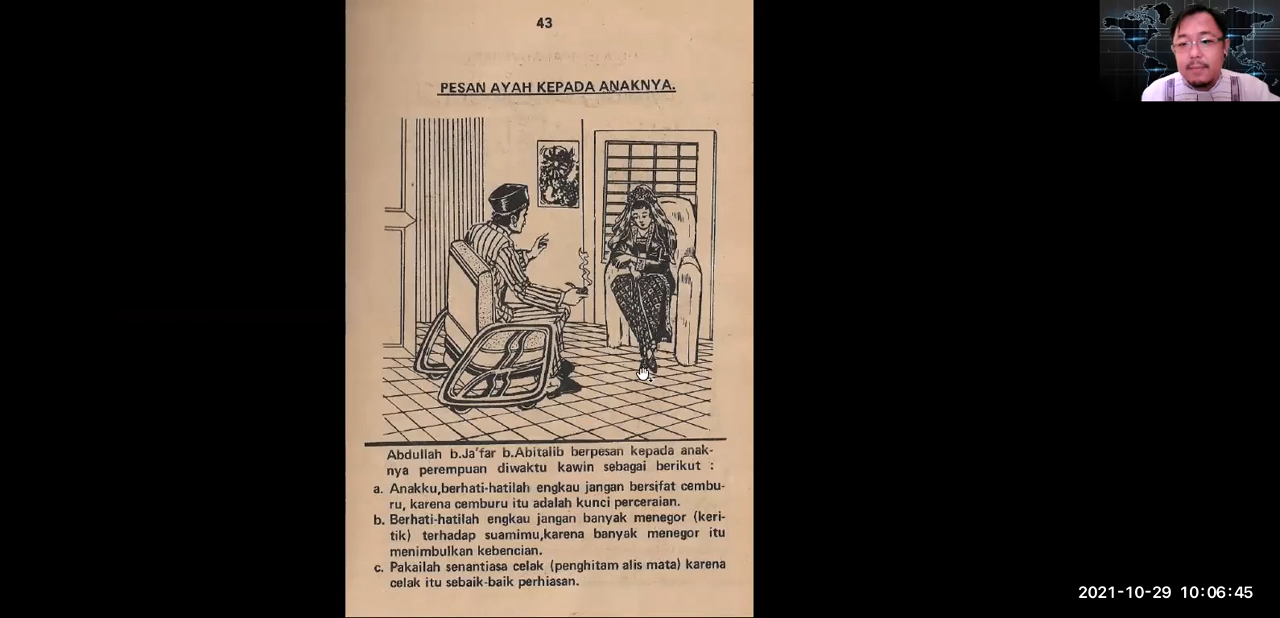 43
PESAN AYAH KEPADA ANAKNYA.
Abdullah b.Ja'far b.Abitalib berpesan kepada anak-
nya perempuan diwaktu kawin sebagai berikut :
a. Anakku,berhati-hatilah engkau jangan bersifat cembu-
ru, karena cemburu itu adalah kunci perceraian.
b. Berhati-hatilah engkau jangan banyak menegor (keri-
tik) terhadap suamimu,karena banyak menegor itu
menimbulkan kebencian.
c. Pakailah senantiasa celak (penghitam alis mata) karena
celak itu sebaik-baik perhiasan.
2021-10-29 10:06:45